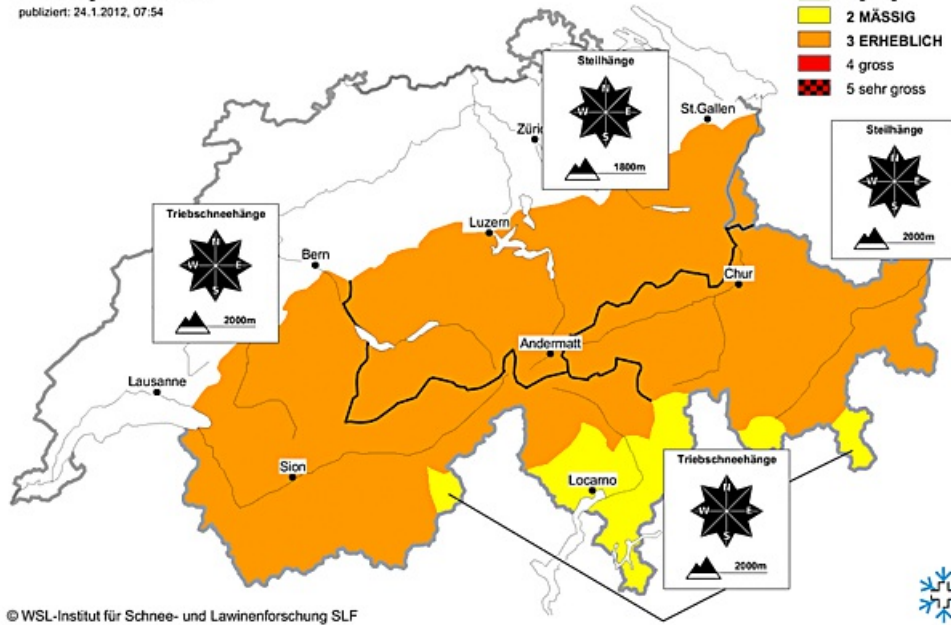 publiziert: 24.1.2012, 07:54
2 MÄSSIG
3 ERHEBLICH
4 gross
5 sehr gross
Steilhänge
N
W E
S
1800m
St.Gallen
Züric
Steilhänge
N
W E
S
2000m
Triebschneehänge
N
W E
S
2000m
Luzern
Bern
Chur
Andermatt
Lausanne
Sion
Locarno
Triebschneehänge
N
W E
S
2000m
© WSL-Institut für Schnee- und Lawinenforschung SLF